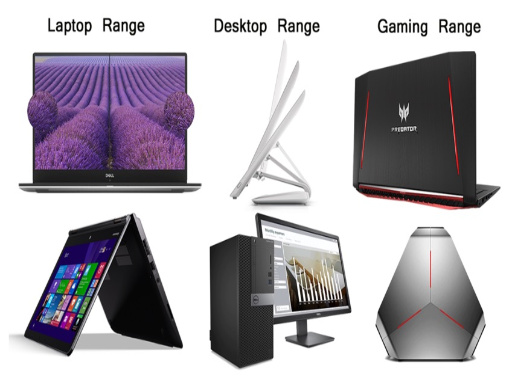 Laptop Range
Desktop Range
Gaming Range
DELL
PREDATOR